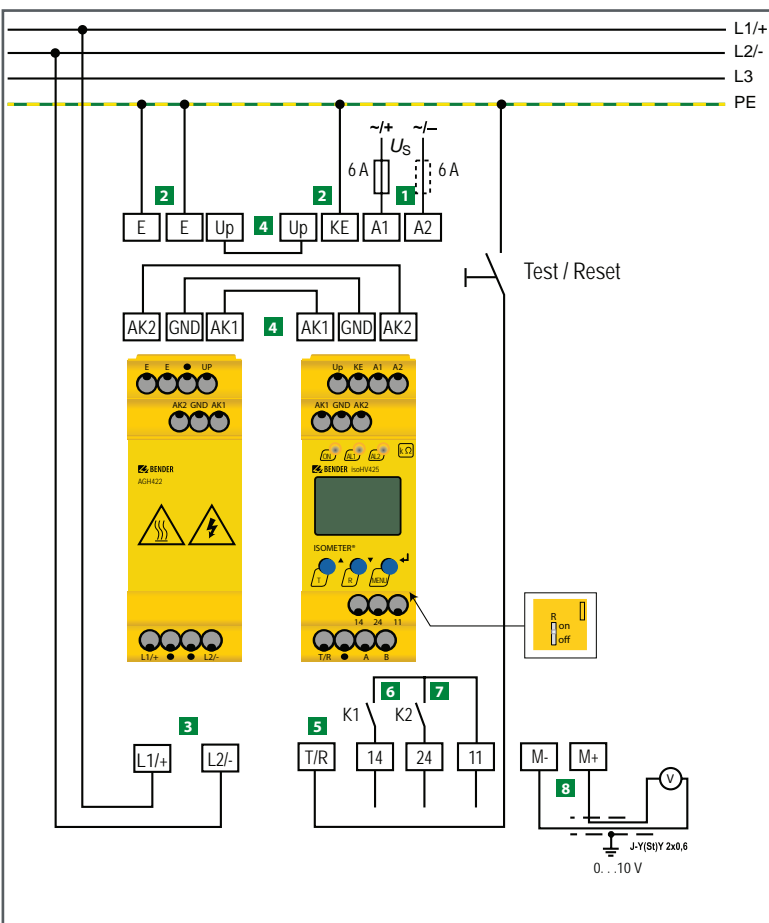 L1/+
L2/-
L3
PE
~/+ ~/–
US
6 A 6 A
2 2 1
E E Up 4 Up KE A1 A2
Test / Reset
AK2 GND AK1 4 AK1 GND AK2
E E UP
Up KE A1 A2
AK2 GND AK1
AK1 GND AK2
ON AL1 AL2 kΩ
BENDER
AGH422
BENDER isoHV425
ISOMETER®
T R MENU
R
on
off
14 24 11
L1/+ L2/-
T/R A B
6 7
K1 K2
3 5
L1/+ L2/- T/R 14 24 11 M- M+
8 V
J-Y(St)Y 2x0,6
0. . .10 V